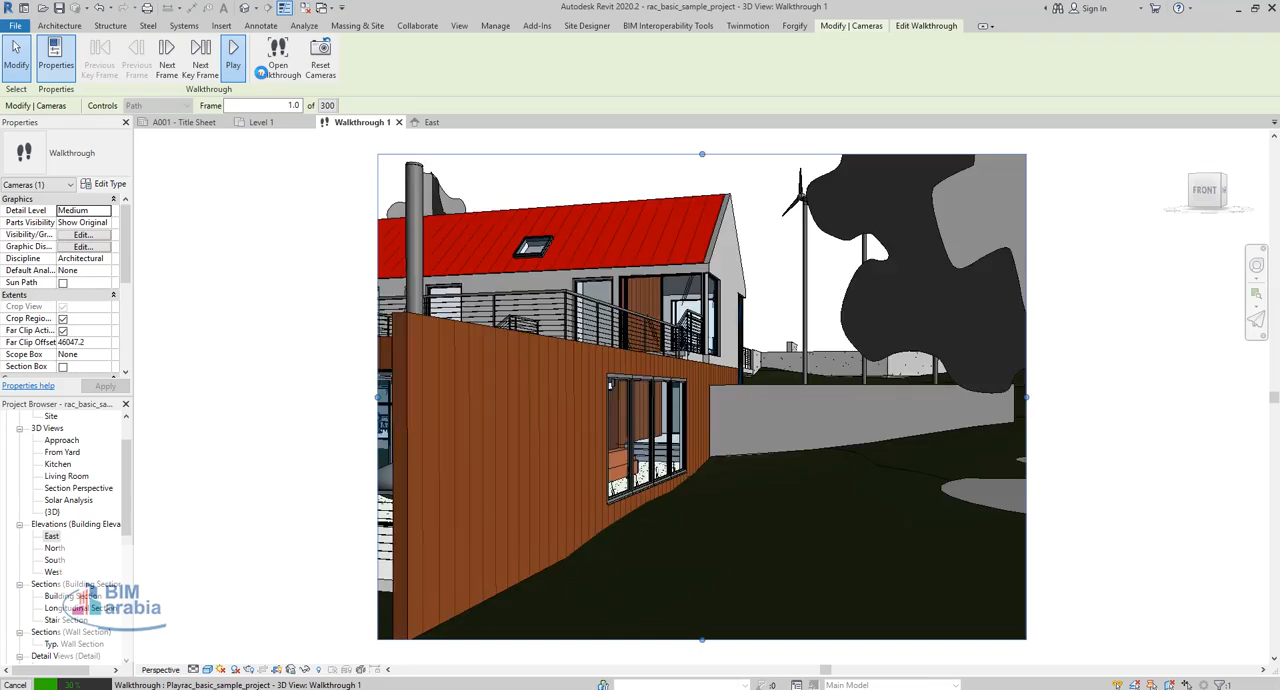 Autodesk Revit 2020.2 - rac_basic_sample_project - 3D View: Walkthrough 1
Sign In
File Architecture Structure Steel Systems Insert Annotate Analyze Massing & Site Collaborate View Manage Add-Ins Site Designer BIM Interoperability Tools Twinmotion Forgify Modify | Cameras Edit Walkthrough
Modify Properties Previous Key Frame Previous Frame Next Frame Next Key Frame Play Open Walkthrough Reset Cameras
Select Properties Walkthrough
Modify | Cameras Controls Path Frame 1.0 of 300
Properties
A001 - Title Sheet Level 1 Walkthrough 1 East
Walkthrough
Cameras (1) Edit Type
Graphics
Detail Level Medium
Parts Visibility Show Original
Visibility/Gr... Edit...
Graphic Dis... Edit...
Discipline Architectural
Default Anal... None
Sun Path
Extents
Crop View
Crop Regio...
Far Clip Acti...
Far Clip Offset 46047.2
Scope Box None
Section Box
Properties help Apply
Project Browser - rac_basic_sa...
Site
3D Views
Approach
From Yard
Kitchen
Living Room
Section Perspective
Solar Analysis
{3D}
Elevations (Building Eleva
East
North
South
West
Sections (Building Section
Building
Longitudinal Section
Stair Section
Sections (Wall Section)
Typ. Wall Section
Detail Views (Detail)
BIM
arabia
FRONT
Perspective
Cancel 30 % Walkthrough : Playrac_basic_sample_project - 3D View: Walkthrough 1 :0 Main Model :1